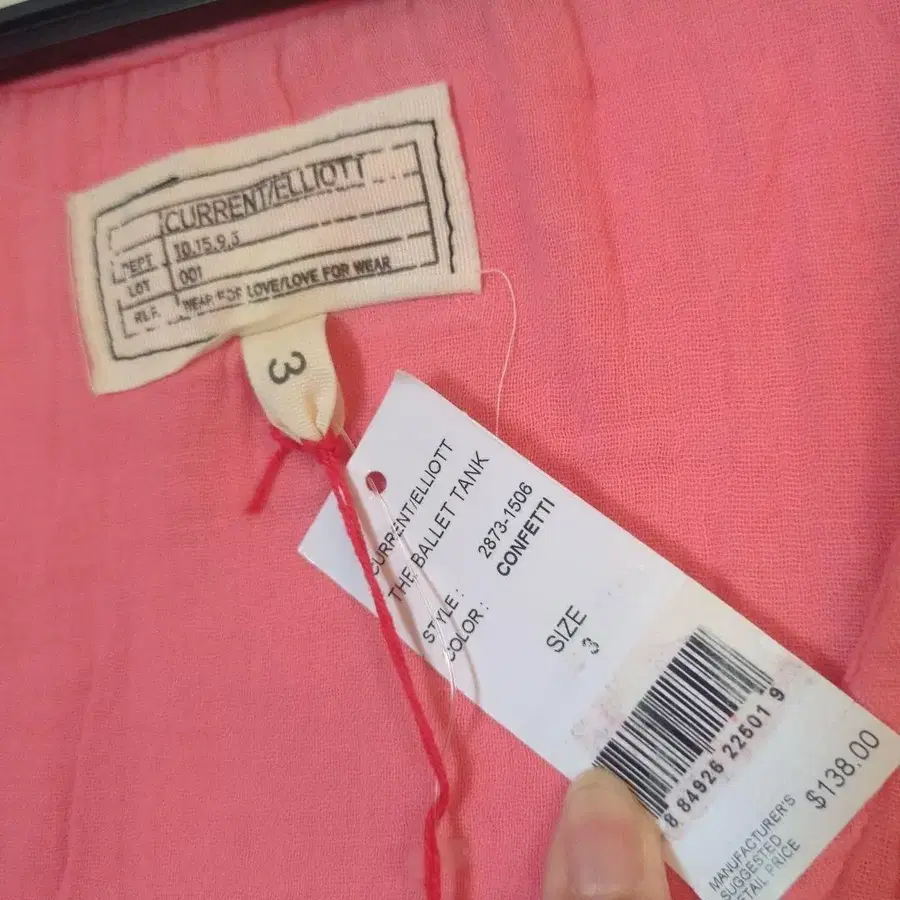 CURRENT/ELLIOTT
DEPT 10.15.9.3
LOT 001
REF. WEAR FOR LOVE/LOVE FOR WEAR
3
CURRENT/ELLIOTT
THE BALLET TANK
STYLE : 2873-1506
COLOR : CONFETTI
SIZE
3
8 84926 22501 9
MANUFACTURER'S
SUGGESTED
ETAIL PRICE
$138.00